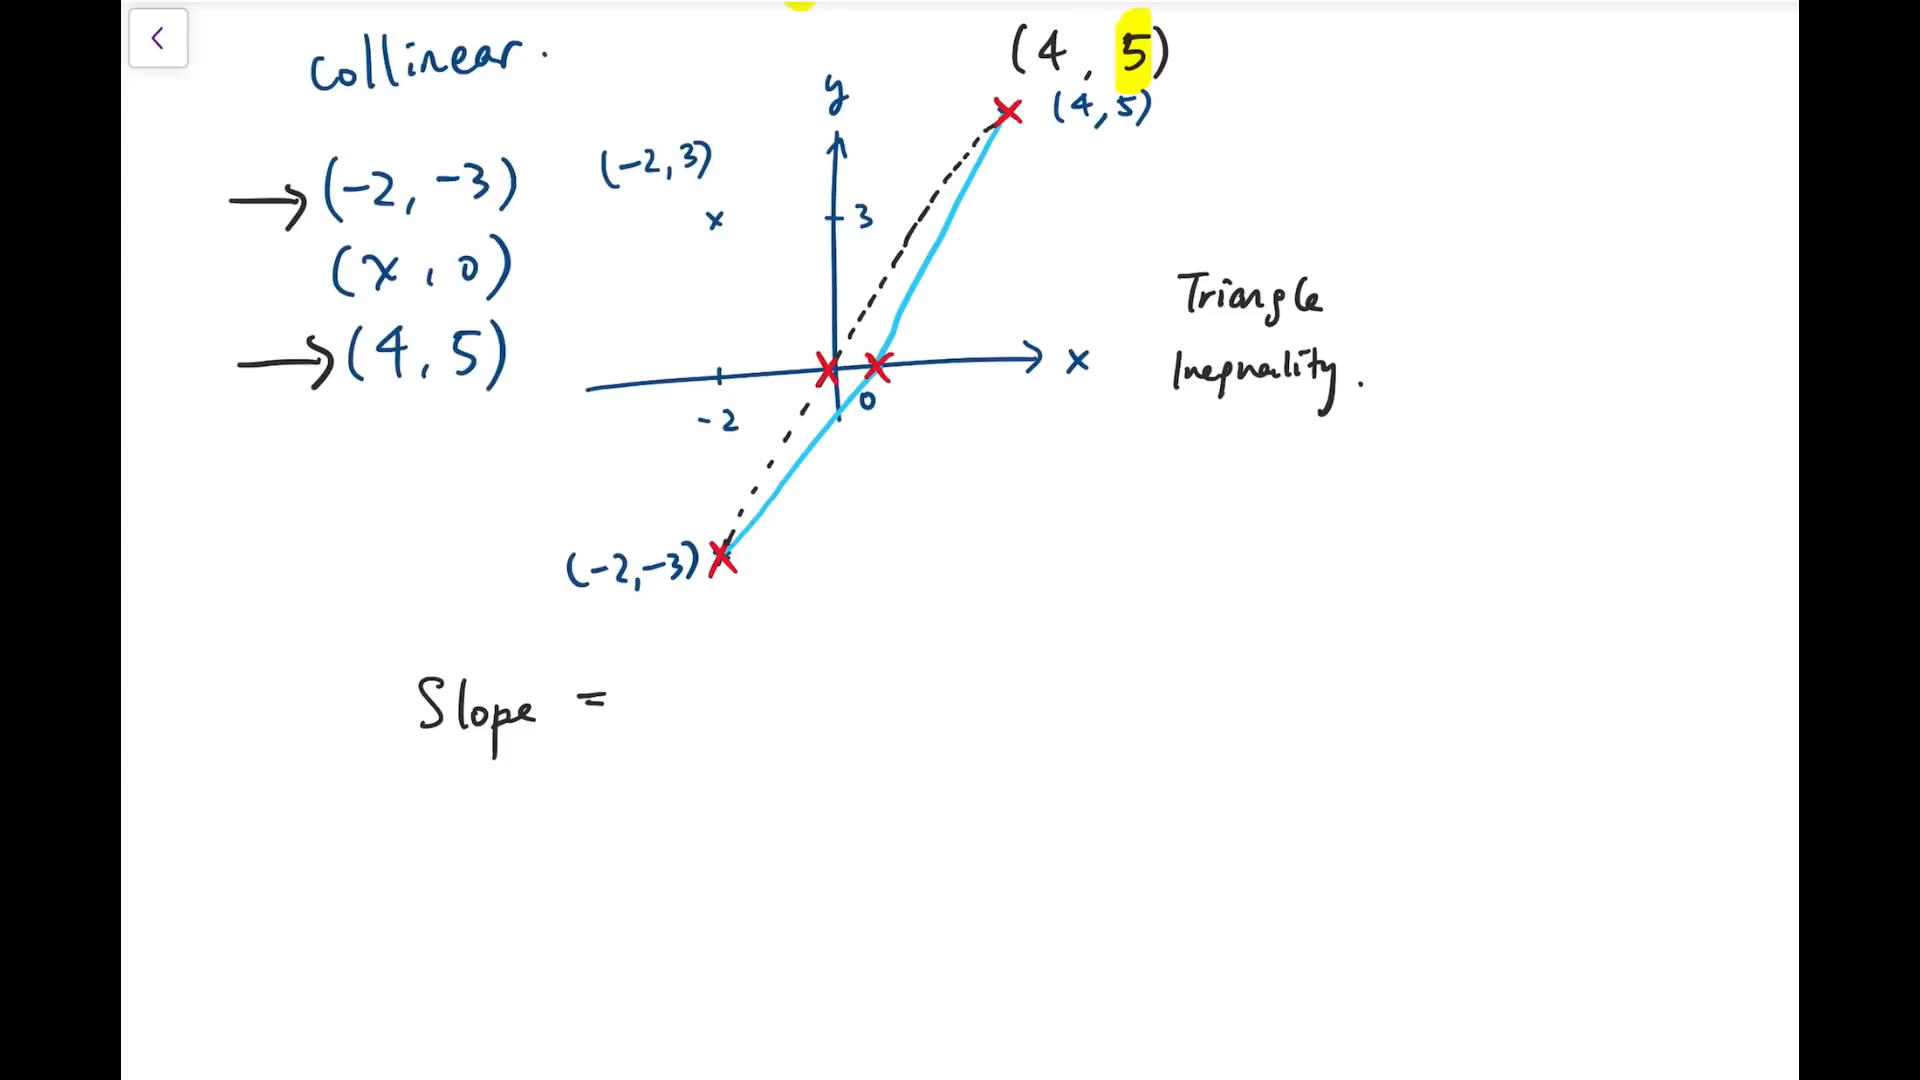 collinear.
(4, 5)
y
(4,5)
(-2, -3)
(-2,3)
x
3
(x, 0)
Triangle
Inequality.
(4, 5)
x
-2
0
(-2,-3)
Slope =